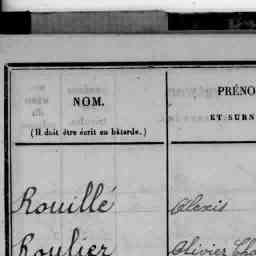 NOM.
PRÉNO
(Il doit être écrit en bâtarde.)
ET SURN
Rouillé
Alexis
Roulier
Olivier